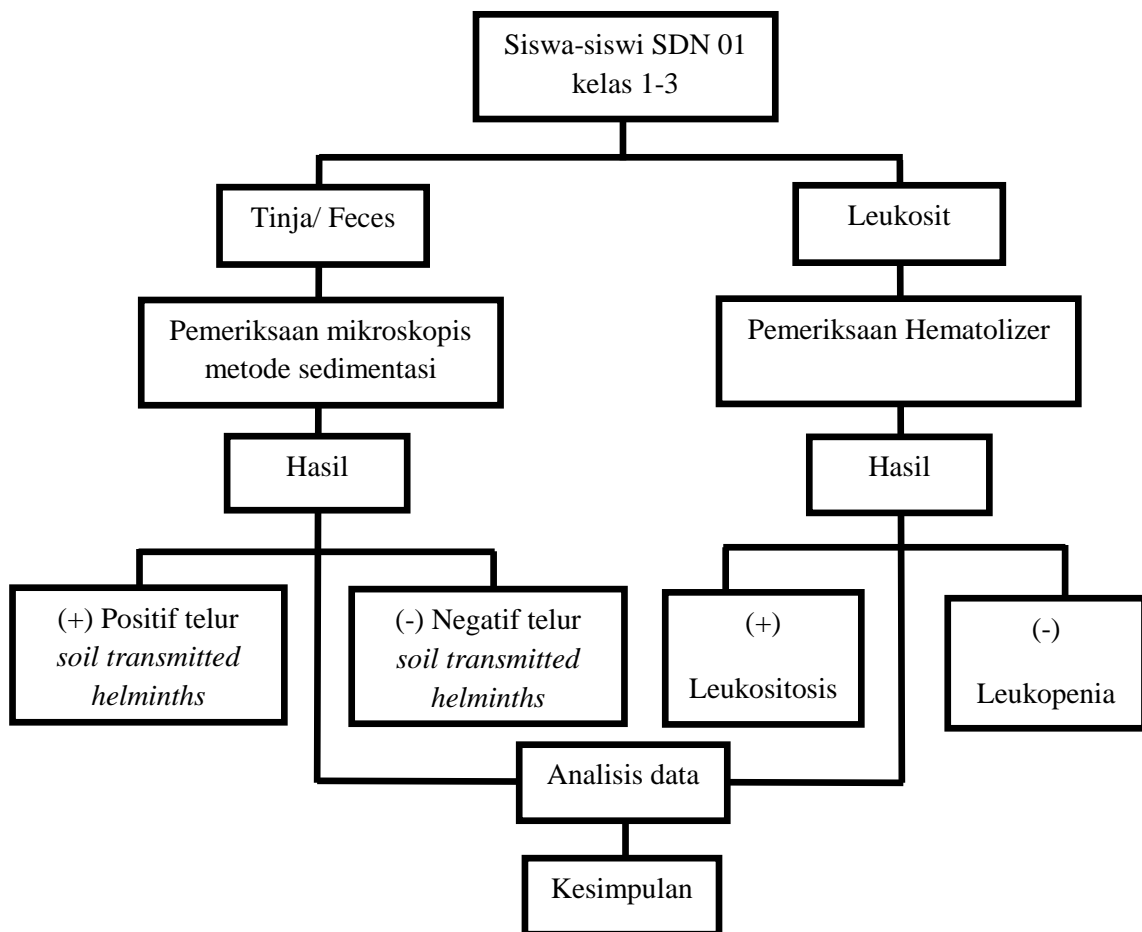 Siswa-siswi SDN 01
kelas 1-3
Tinja/ Feces
Leukosit
Pemeriksaan mikroskopis
metode sedimentasi
Pemeriksaan Hematolizer
Hasil
Hasil
(+) Positif telur
soil transmitted
helminths
(-) Negatif telur
soil transmitted
helminths
(+)
Leukositosis
(-)
Leukopenia
Analisis data
Kesimpulan